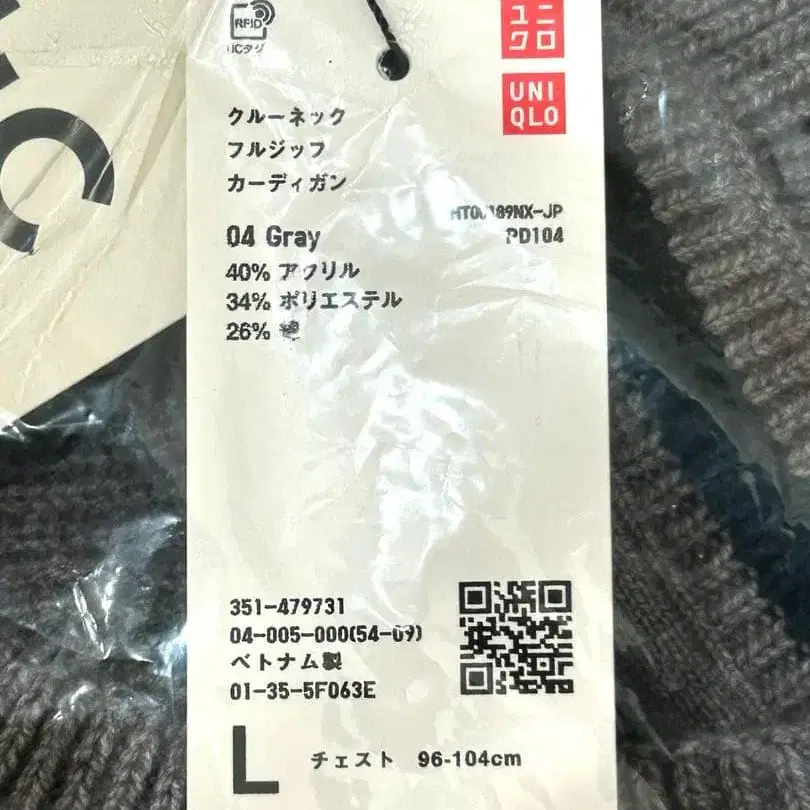 RFID
ICタグ
ユニ
クロ
UNI
QLO
クルーネック
フルジップ
カーディガン
04 Gray
PD104
40% アクリル
34% ポリエステル
26% 綿
351-479731
04-005-000(54-09)
ベトナム製
01-35-5F063E
L チェスト 96-104cm